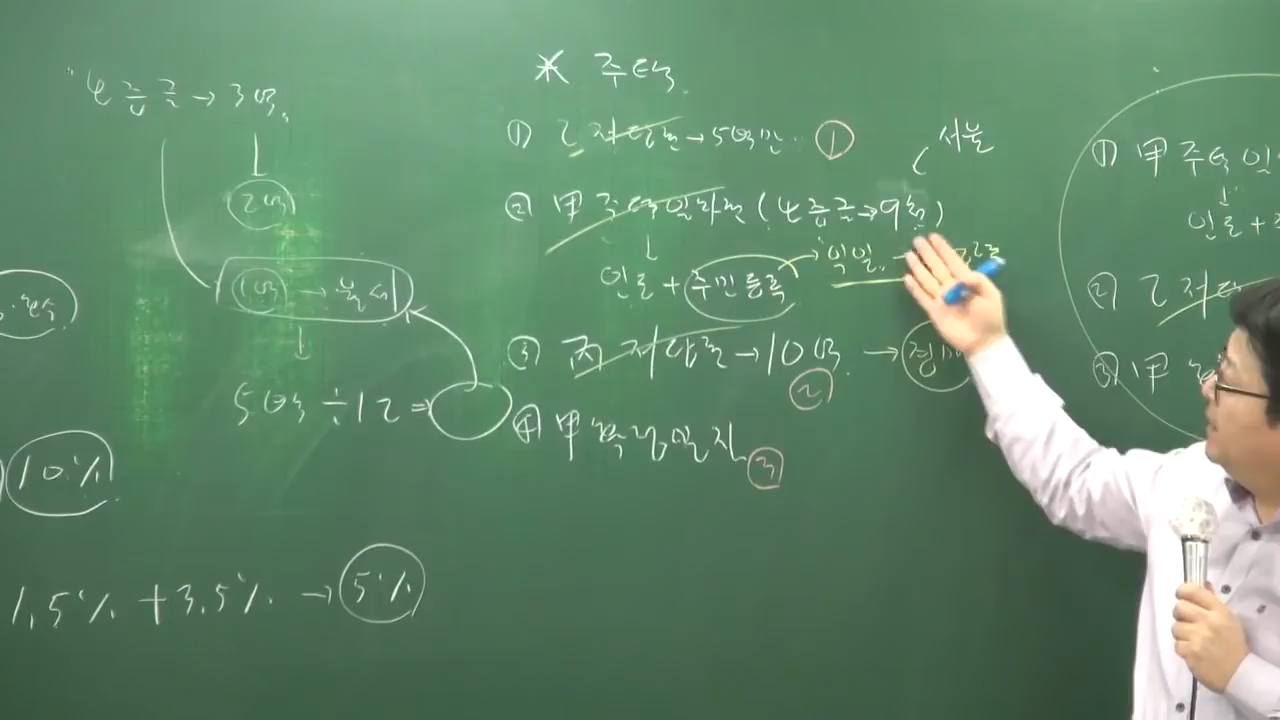 보증금→3억
2억
1억→월세
5억÷12⇒
10%
1.5%+3.5%→5%
※ 주택
① 乙 저당권→5억만 ①
② 甲 주택임차권(보증금→9천) 서울
인도+주민등록→익일
③ 丙 저당권→10억→ ②
④ 甲 확정일자 ③
① 甲 주택임
인도+주
② 乙 저당
③ 甲 확